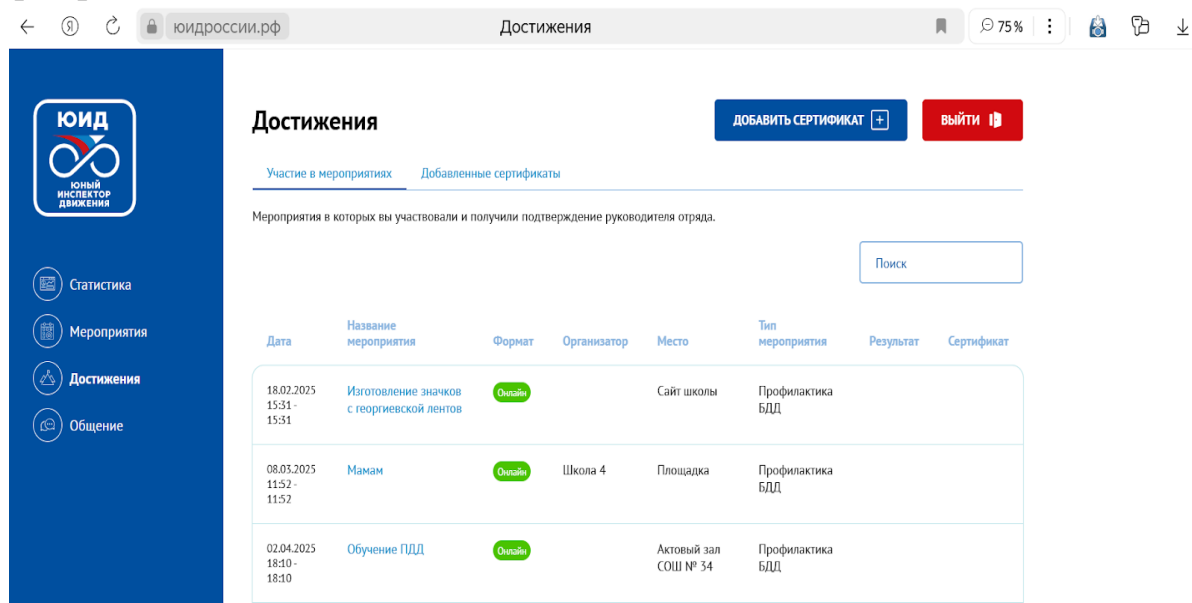 юидроссии.рф
Достижения
75%
ЮИД
ЮНЫЙ
ИНСПЕКТОР
ДВИЖЕНИЯ
Статистика
Мероприятия
Достижения
Общение
Достижения
ДОБАВИТЬ СЕРТИФИКАТ
ВЫЙТИ
Участие в мероприятиях Добавленные сертификаты
Мероприятия в которых вы участвовали и получили подтверждение руководителя отряда.
Поиск
Дата Название мероприятия Формат Организатор Место Тип мероприятия Результат Сертификат
18.02.2025 Изготовление значков Онлайн Сайт школы Профилактика
15:31 - с георгиевской лентов БДД
15:31
08.03.2025 Мамам Онлайн Школа 4 Площадка Профилактика
11:52 - БДД
11:52
02.04.2025 Обучение ПДД Онлайн Актовый зал Профилактика
18:10 - СОШ № 34 БДД
18:10